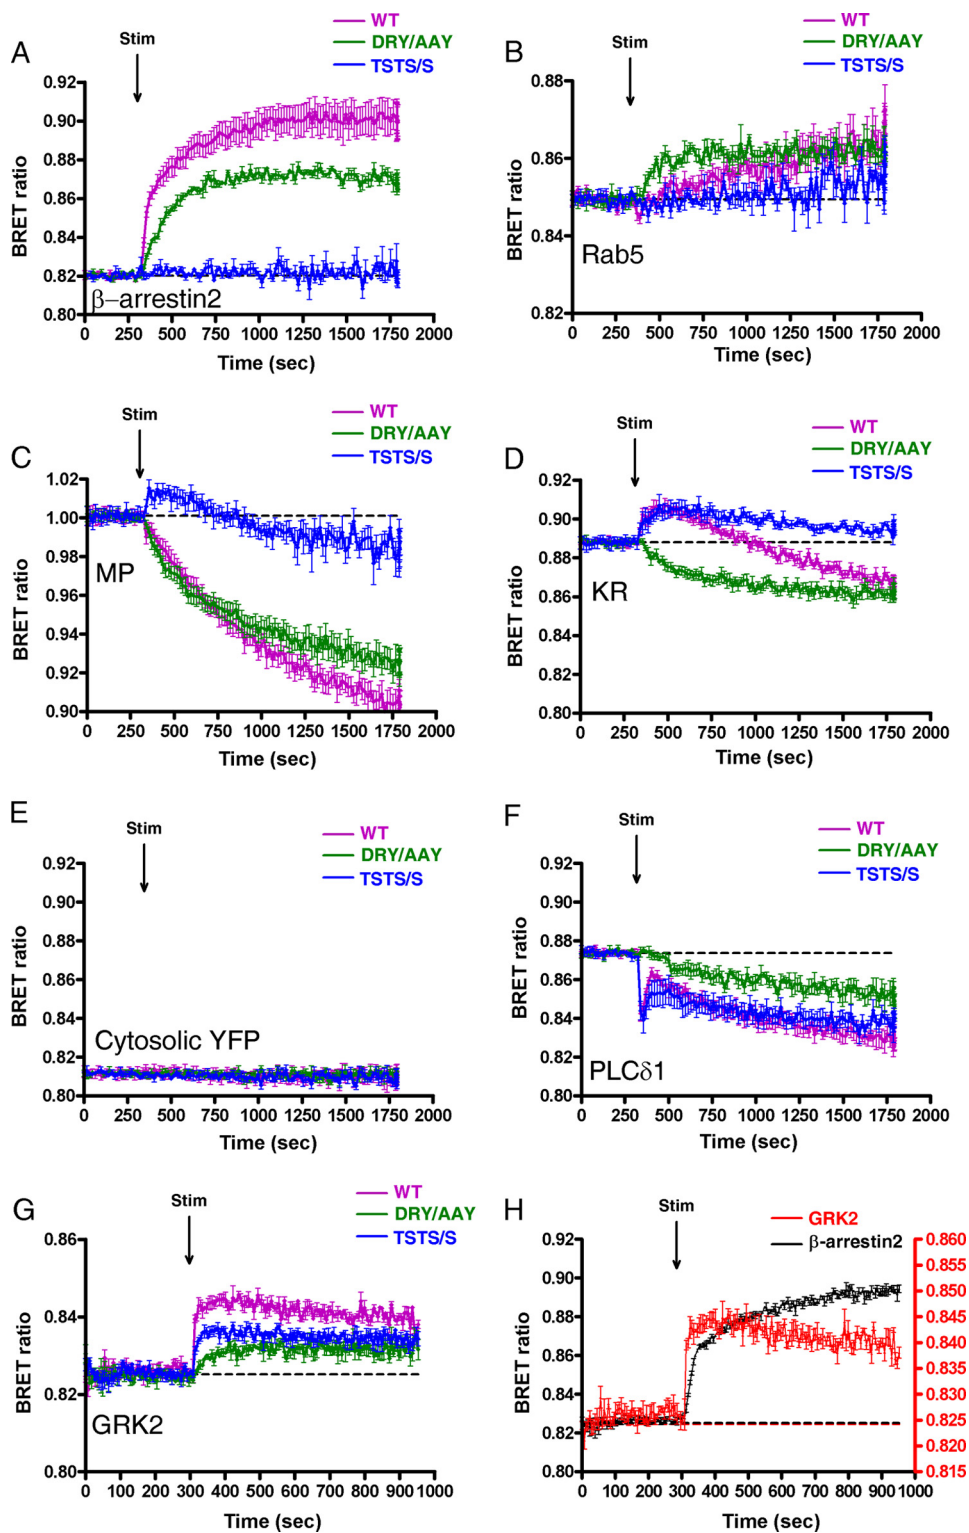 A
Stim
WT
DRY/AAY
TSTS/S
0.92
0.90
0.88
0.86
0.84
0.82
0.80
BRET ratio
β–arrestin2
0 250 500 750 1000 1250 1500 1750 2000
Time (sec)
B
Stim
WT
DRY/AAY
TSTS/S
0.88
0.86
0.84
0.82
BRET ratio
Rab5
0 250 500 750 1000 1250 1500 1750 2000
Time (sec)
C
Stim
WT
DRY/AAY
TSTS/S
1.02
1.00
0.98
0.96
0.94
0.92
0.90
BRET ratio
MP
0 250 500 750 1000 1250 1500 1750 2000
Time (sec)
D
Stim
WT
DRY/AAY
TSTS/S
0.92
0.90
0.88
0.86
0.84
0.82
0.80
BRET ratio
KR
0 250 500 750 1000 1250 1500 1750 2000
Time (sec)
E
Stim
WT
DRY/AAY
TSTS/S
0.92
0.90
0.88
0.86
0.84
0.82
0.80
BRET ratio
Cytosolic YFP
0 250 500 750 1000 1250 1500 1750 2000
Time (sec)
F
Stim
WT
DRY/AAY
TSTS/S
0.92
0.90
0.88
0.86
0.84
0.82
0.80
BRET ratio
PLCδ1
0 250 500 750 1000 1250 1500 1750 2000
Time (sec)
G
Stim
WT
DRY/AAY
TSTS/S
0.86
0.84
0.82
0.80
BRET ratio
GRK2
0 100 200 300 400 500 600 700 800 900 1000
Time (sec)
H
Stim
GRK2
β-arrestin2
0.92
0.90
0.88
0.86
0.84
0.82
0.80
BRET ratio
0.860
0.855
0.850
0.845
0.840
0.835
0.830
0.825
0.820
0.815
0 100 200 300 400 500 600 700 800 900 1000
Time (sec)